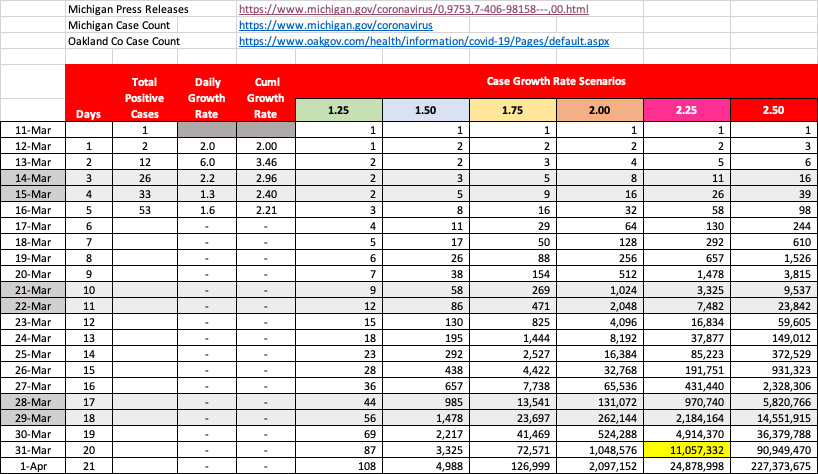 Michigan Press Releases https://www.michigan.gov/coronavirus/0,9753,7-406-98158---,00.html
Michigan Case Count https://www.michigan.gov/coronavirus
Oakland Co Case Count https://www.oakgov.com/health/information/covid-19/Pages/default.aspx
Days Total Positive Cases Daily Growth Rate Cuml Growth Rate Case Growth Rate Scenarios
1.25 1.50 1.75 2.00 2.25 2.50
11-Mar 1 1 1 1 1 1 1
12-Mar 1 2 2.0 2.00 1 2 2 2 2 3
13-Mar 2 12 6.0 3.46 2 2 3 4 5 6
14-Mar 3 26 2.2 2.96 2 3 5 8 11 16
15-Mar 4 33 1.3 2.40 2 5 9 16 26 39
16-Mar 5 53 1.6 2.21 3 8 16 32 58 98
17-Mar 6 - - 4 11 29 64 130 244
18-Mar 7 - - 5 17 50 128 292 610
19-Mar 8 - - 6 26 88 256 657 1,526
20-Mar 9 - - 7 38 154 512 1,478 3,815
21-Mar 10 - - 9 58 269 1,024 3,325 9,537
22-Mar 11 - - 12 86 471 2,048 7,482 23,842
23-Mar 12 - - 15 130 825 4,096 16,834 59,605
24-Mar 13 - - 18 195 1,444 8,192 37,877 149,012
25-Mar 14 - - 23 292 2,527 16,384 85,223 372,529
26-Mar 15 - - 28 438 4,422 32,768 191,751 931,323
27-Mar 16 - - 36 657 7,738 65,536 431,440 2,328,306
28-Mar 17 - - 44 985 13,541 131,072 970,740 5,820,766
29-Mar 18 - - 56 1,478 23,697 262,144 2,184,164 14,551,915
30-Mar 19 - - 69 2,217 41,469 524,288 4,914,370 36,379,788
31-Mar 20 - - 87 3,325 72,571 1,048,576 11,057,332 90,949,470
1-Apr 21 - - 108 4,988 126,999 2,097,152 24,878,998 227,373,675